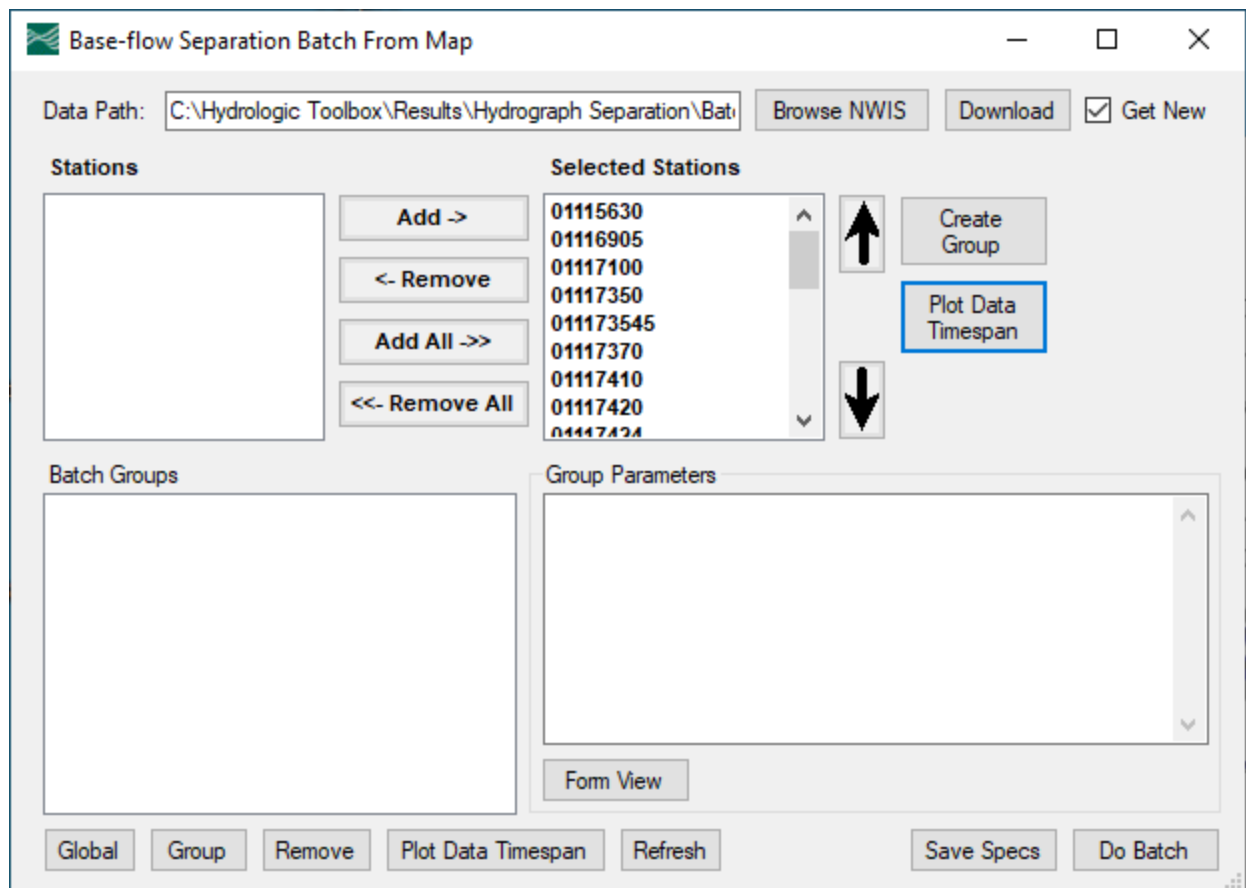 Base-flow Separation Batch From Map
Data Path: C:\Hydrologic Toolbox\Results\Hydrograph Separation\Bat Browse NWIS Download Get New
Stations
Selected Stations
Add ->
<- Remove
Add All ->>
<<- Remove All
01115630
01116905
01117100
01117350
011173545
01117370
01117410
01117420
01117424
Create
Group
Plot Data
Timespan
Batch Groups
Group Parameters
Form View
Global Group Remove Plot Data Timespan Refresh Save Specs Do Batch